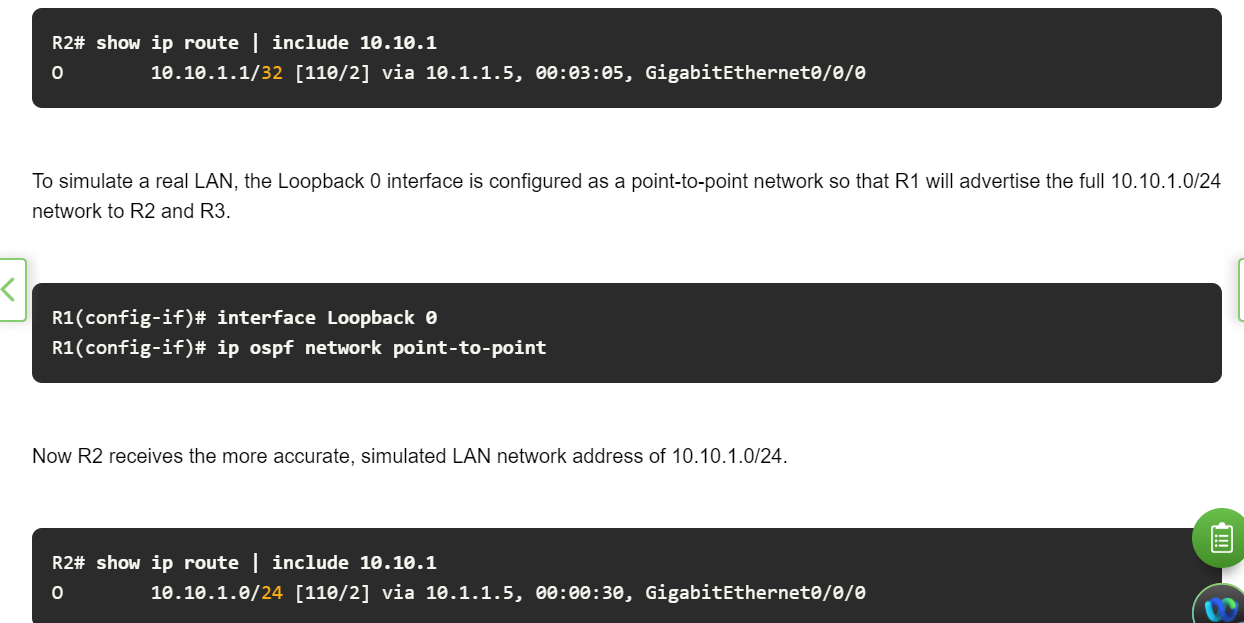 R2# show ip route | include 10.10.1
O        10.10.1.1/32 [110/2] via 10.1.1.5, 00:03:05, GigabitEthernet0/0/0
To simulate a real LAN, the Loopback 0 interface is configured as a point-to-point network so that R1 will advertise the full 10.10.1.0/24
network to R2 and R3.
R1(config-if)# interface Loopback 0
R1(config-if)# ip ospf network point-to-point
Now R2 receives the more accurate, simulated LAN network address of 10.10.1.0/24.
R2# show ip route | include 10.10.1
O        10.10.1.0/24 [110/2] via 10.1.1.5, 00:00:30, GigabitEthernet0/0/0